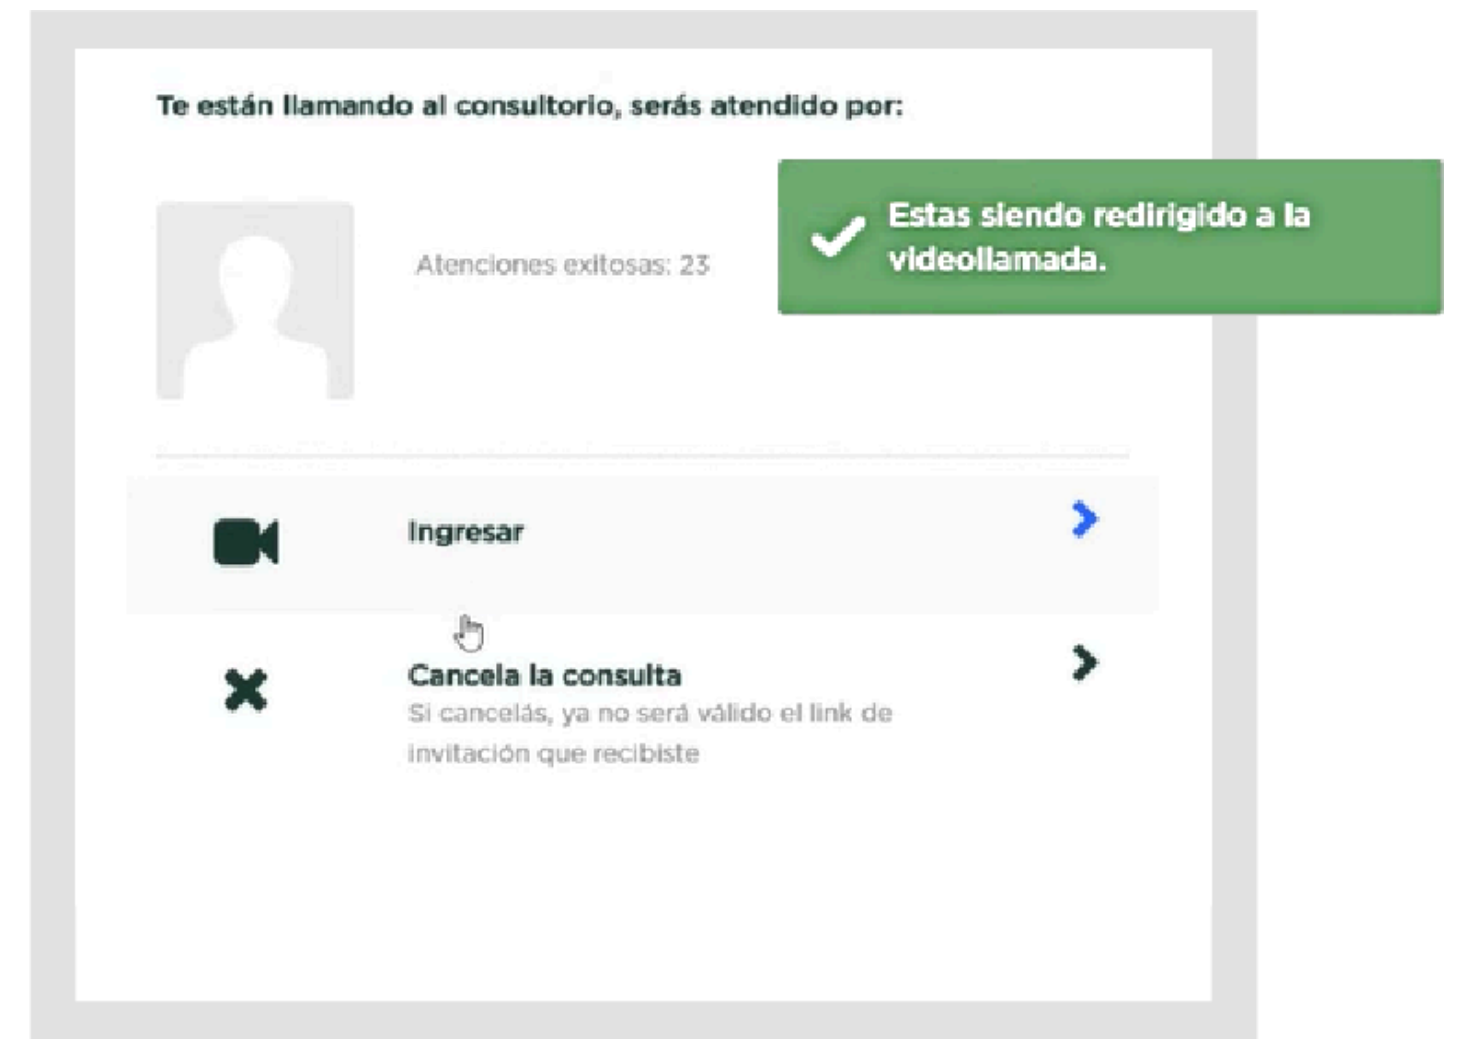 Te están llamando al consultorio, serás atendido por:
Estas siendo redirigido a la
videollamada.
Atenciones exitosas: 23
Ingresar
Cancela la consulta
Si cancelás, ya no será válido el link de
invitación que recibiste